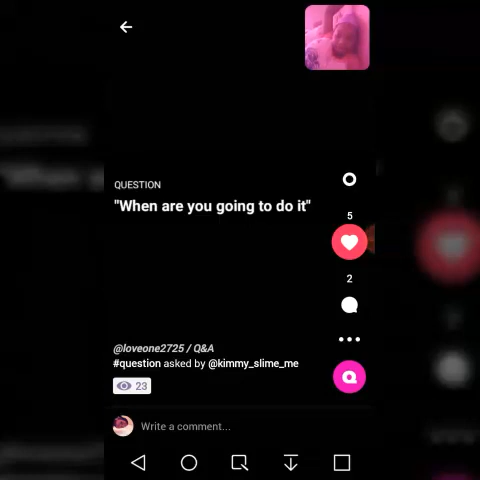 QUESTION
"When are you going to do it"
5
2
@loveone2725 / Q&A
#question asked by @kimmy_slime_me
23
Write a comment...